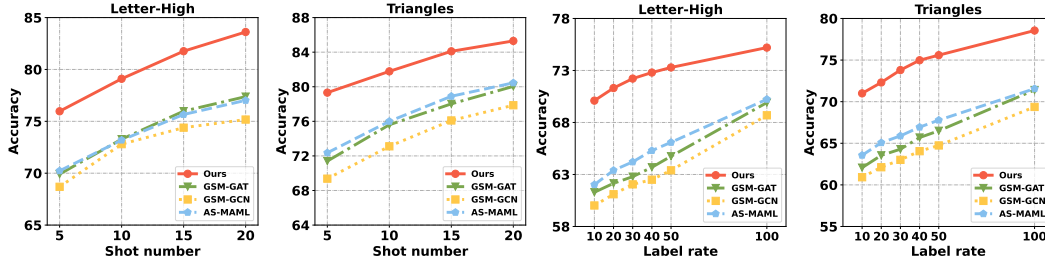 Letter-High
Accuracy
85
80
75
70
65
5 10 15 20
Shot number
Ours
GSM-GAT
GSM-GCN
AS-MAML
Triangles
Accuracy
88
84
80
76
72
68
64
5 10 15 20
Shot number
Ours
GSM-GAT
GSM-GCN
AS-MAML
Letter-High
Accuracy
78
73
68
63
58
10 20 30 40 50 100
Label rate
Ours
GSM-GAT
GSM-GCN
AS-MAML
Triangles
Accuracy
80
75
70
65
60
55
10 20 30 40 50 100
Label rate
Ours
GSM-GAT
GSM-GCN
AS-MAML